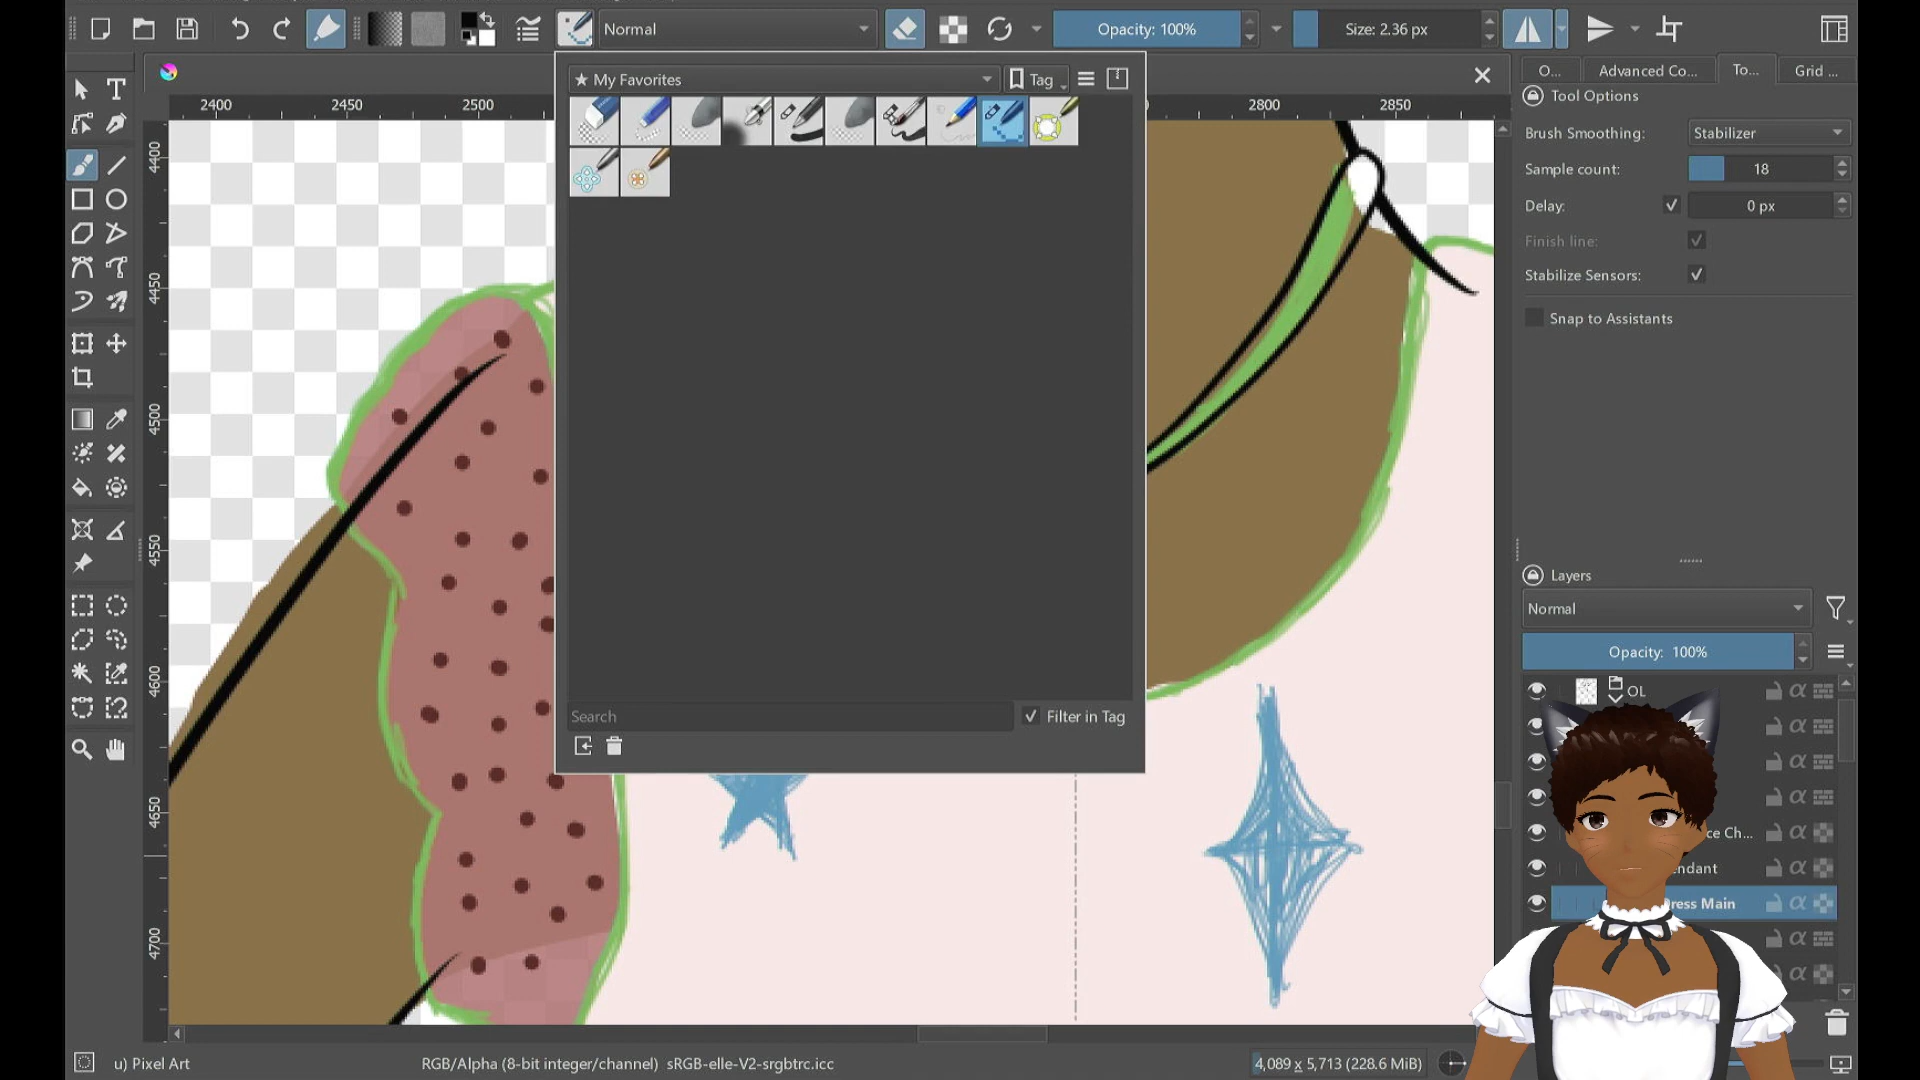 Normal
Opacity: 100%
Size: 2.36 px
★ My Favorites
Tag
O...
Advanced Co...
To...
Grid ...
2400
2450
2500
2800
2850
Tool Options
Brush Smoothing:
Stabilizer
Sample count:
18
Delay:
0 px
Finish line:
Stabilize Sensors:
Snap to Assistants
4400
4450
4500
4550
4600
4650
4700
Search
Filter in Tag
Layers
Normal
Opacity: 100%
OL
ce Ch...
ndant
ress Main
u) Pixel Art
RGB/Alpha (8-bit integer/channel) sRGB-elle-V2-srgbtrc.icc
4,089 x 5,713 (228.6 MiB)